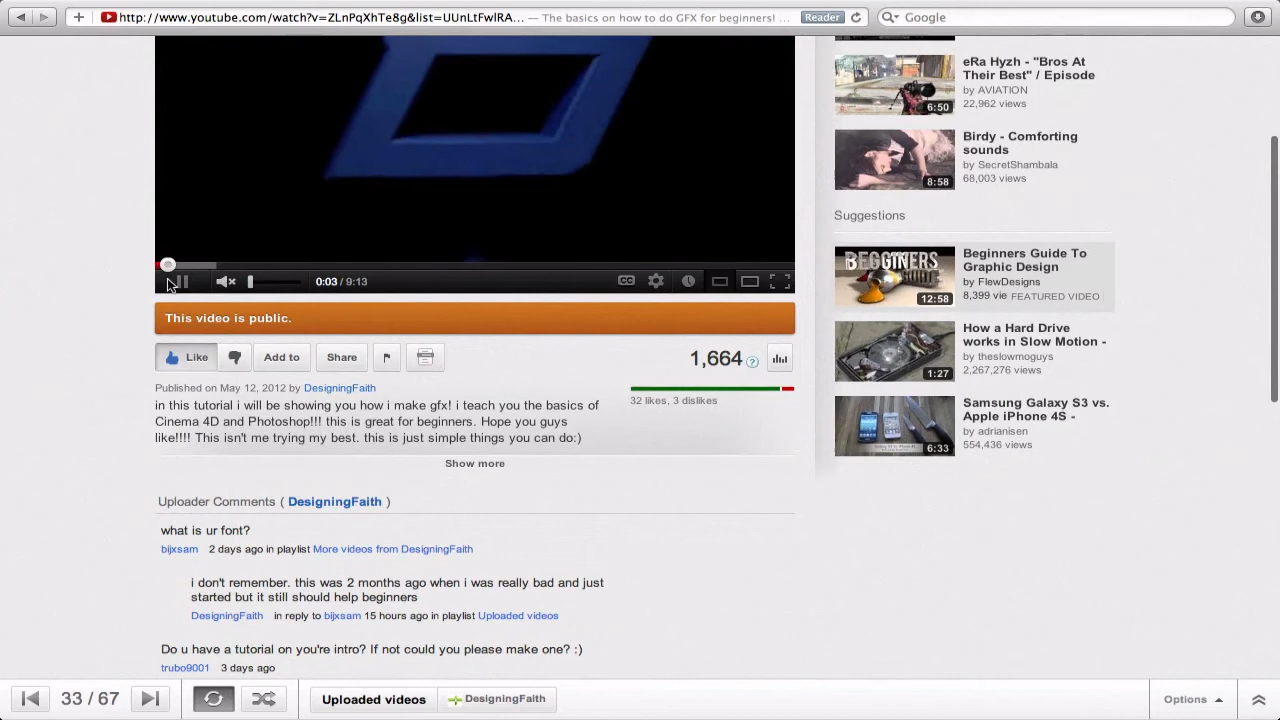 http://www.youtube.com/watch?v=ZLnPqXhTe8g&list=UUnLtFwlRA... — The basics on how to do GFX for beginners! ... Reader
Google
eRa Hyzh - "Bros At
Their Best" / Episode
by AVIATION
22,962 views
6:50
Birdy - Comforting
sounds
by SecretShambala
68,003 views
8:58
Suggestions
BEGGINERS
Beginners Guide To
Graphic Design
by FlewDesigns
8,399 vie FEATURED VIDEO
12:58
How a Hard Drive
works in Slow Motion -
by theslowmoguys
2,267,276 views
1:27
Samsung Galaxy S3 vs.
Apple iPhone 4S -
by adrianisen
554,436 views
6:33
0:03 / 9:13
CC
This video is public.
Like Add to Share 1,664 ?
Published on May 12, 2012 by DesigningFaith
32 likes, 3 dislikes
in this tutorial i will be showing you how i make gfx! i teach you the basics of
Cinema 4D and Photoshop!!! this is great for beginners. Hope you guys
like!!!! This isn't me trying my best. this is just simple things you can do:)
Show more
Uploader Comments ( DesigningFaith )
what is ur font?
bijxsam 2 days ago in playlist More videos from DesigningFaith
i don't remember. this was 2 months ago when i was really bad and just
started but it still should help beginners
DesigningFaith in reply to bijxsam 15 hours ago in playlist Uploaded videos
Do u have a tutorial on you're intro? If not could you please make one? :)
trubo9001 3 days ago
33 / 67 Uploaded videos DesigningFaith Options